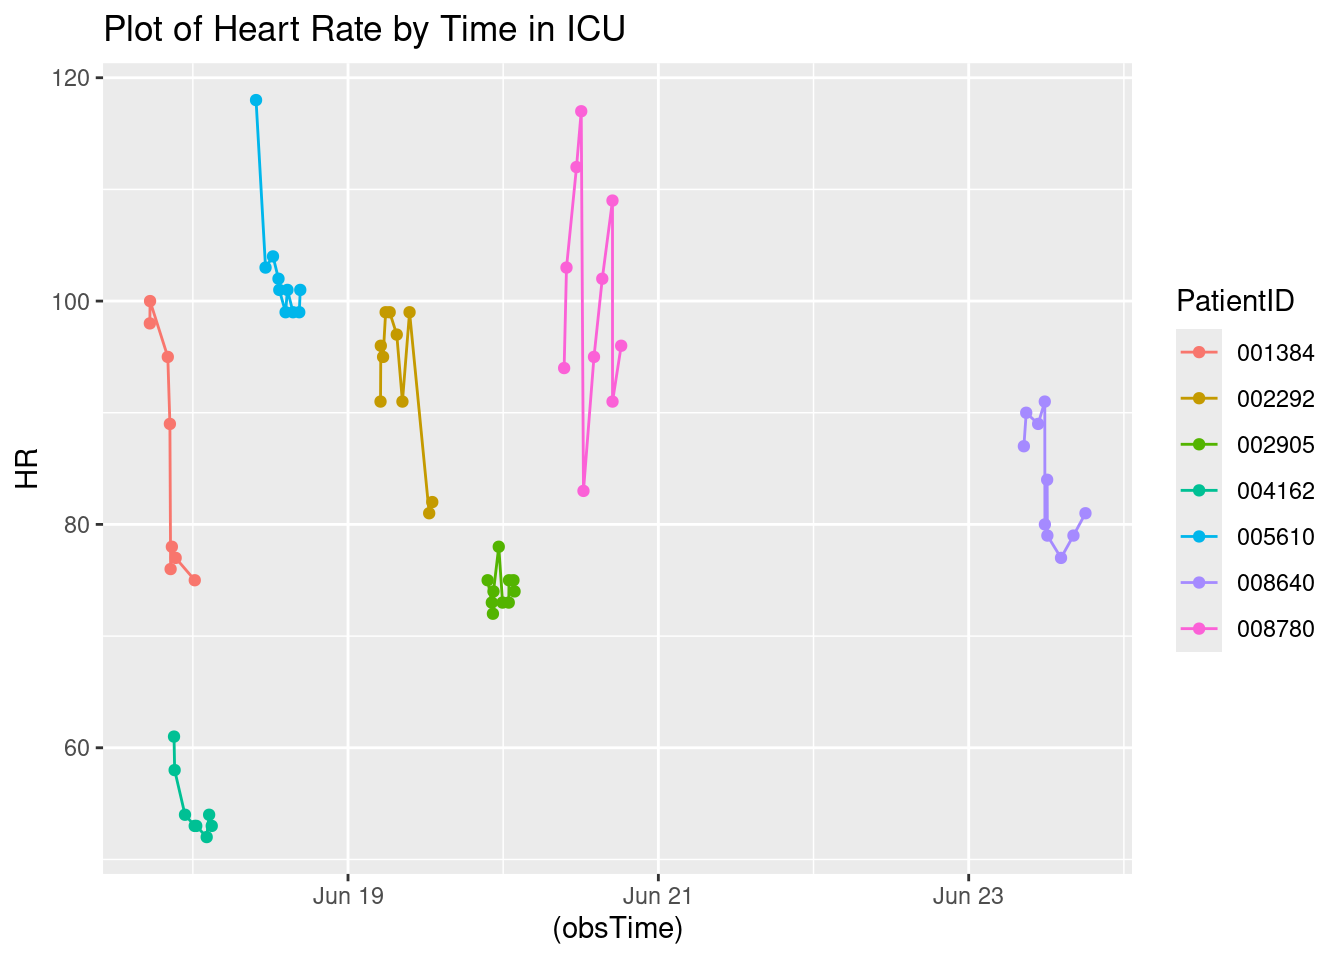 Plot of Heart Rate by Time in ICU
120
100
80
60
HR
Jun 19
Jun 21
Jun 23
(obsTime)
PatientID
001384
002292
002905
004162
005610
008640
008780